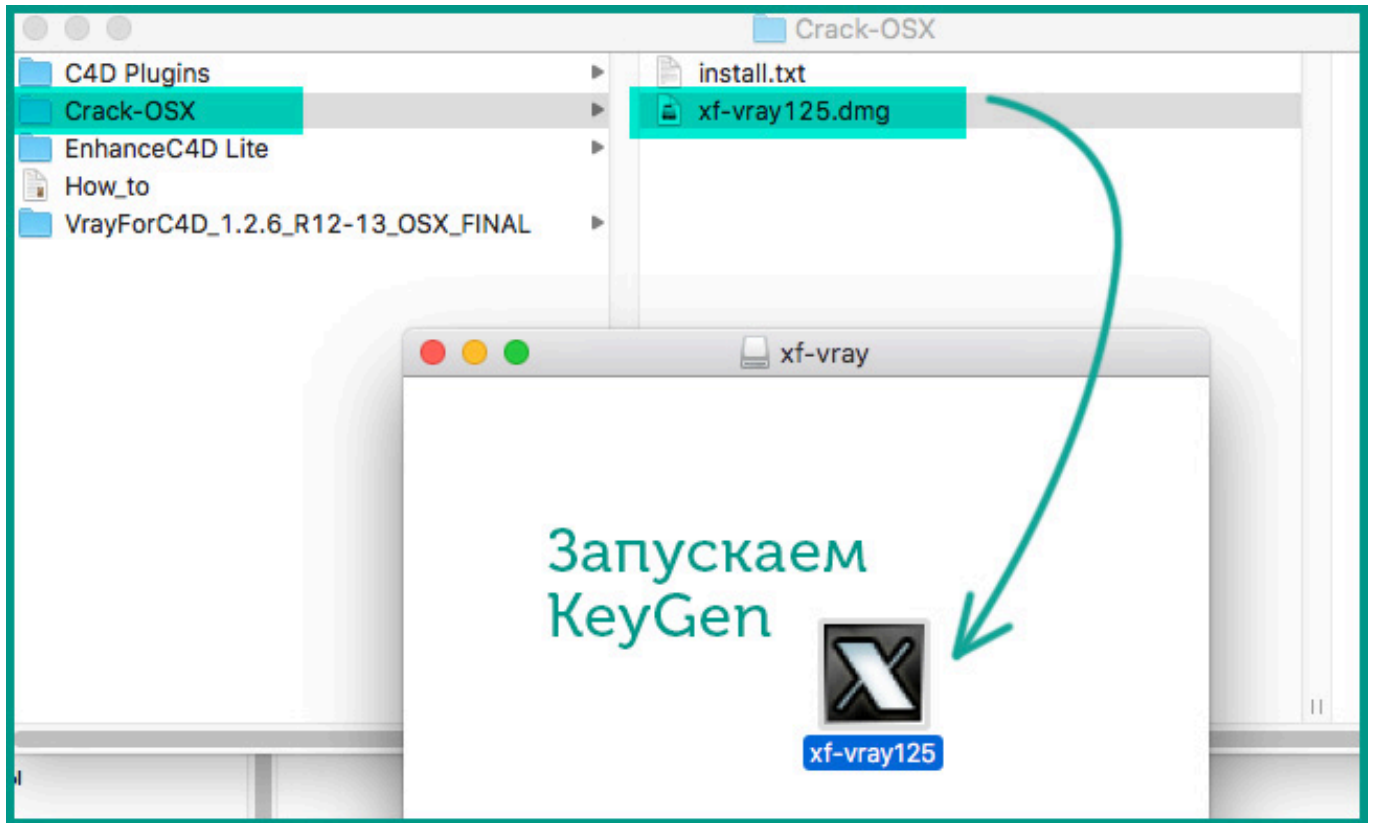 Crack-OSX
C4D Plugins
install.txt
Crack-OSX
xf-vray125.dmg
EnhanceC4D Lite
How_to
VrayForC4D_1.2.6_R12-13_OSX_FINAL
xf-vray
Запускаем
KeyGen
xf-vray125
ы